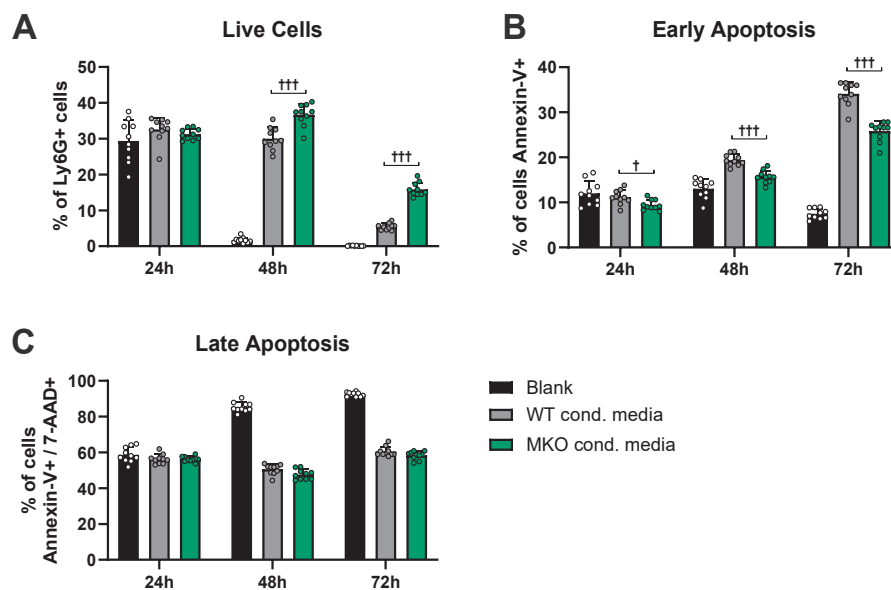 A
Live Cells
% of Ly6G+ cells
50
40
30
20
10
0
†††
†††
24h
48h
72h
B
Early Apoptosis
% of cells Annexin-V+
40
30
20
10
0
†
†††
†††
24h
48h
72h
C
Late Apoptosis
% of cells
Annexin-V+ / 7-AAD+
100
80
60
40
20
0
24h
48h
72h
Blank
WT cond. media
MKO cond. media